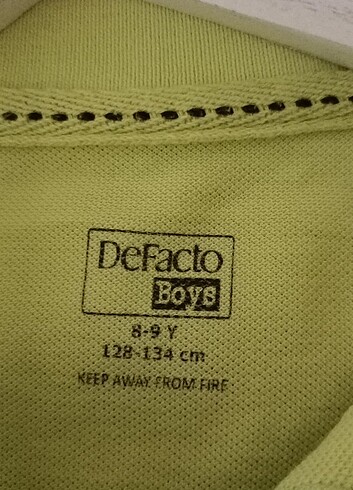 DeFacto
Boys
8-9 Y
128-134 cm
KEEP AWAY FROM FIRE